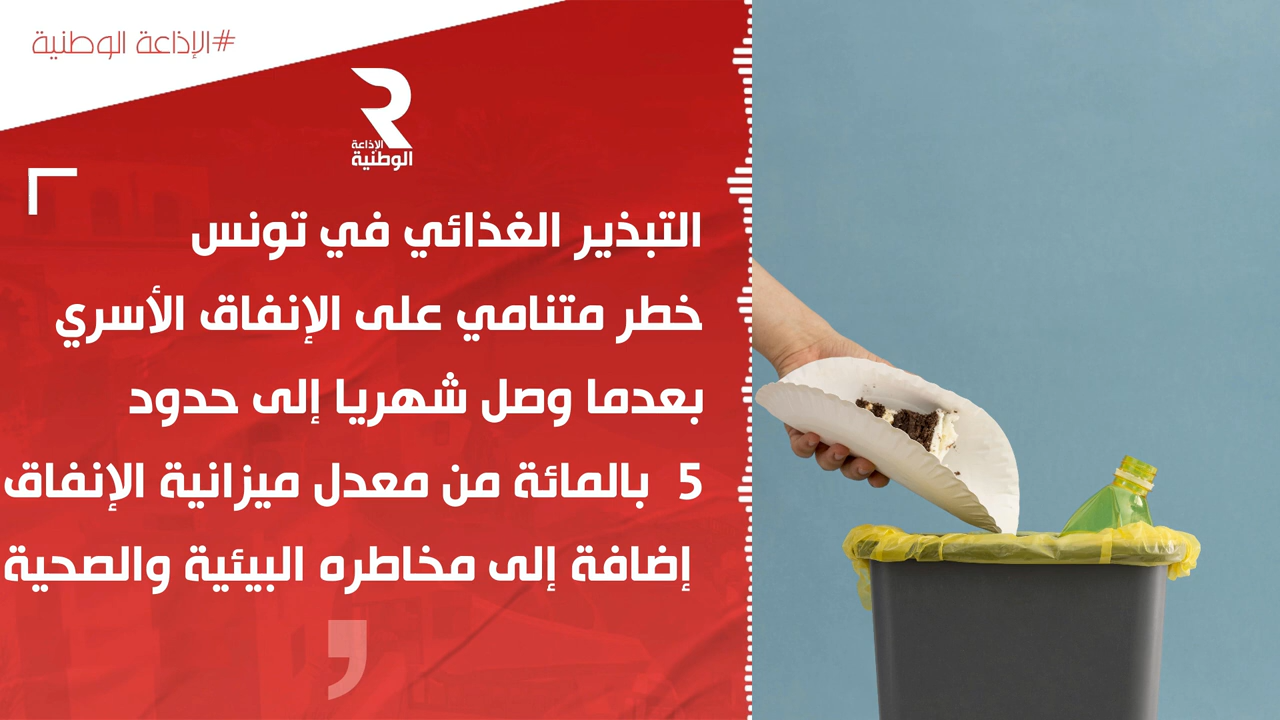 #الإذاعة الوطنية
R
الإذاعة
الوطنية
التبذير الغذائي في تونس
خطر متنامي على الإنفاق الأسري
بعدما وصل شهريا إلى حدود
5 بالمائة من معدل ميزانية الإنفاق
إضافة إلى مخاطره البيئية والصحية